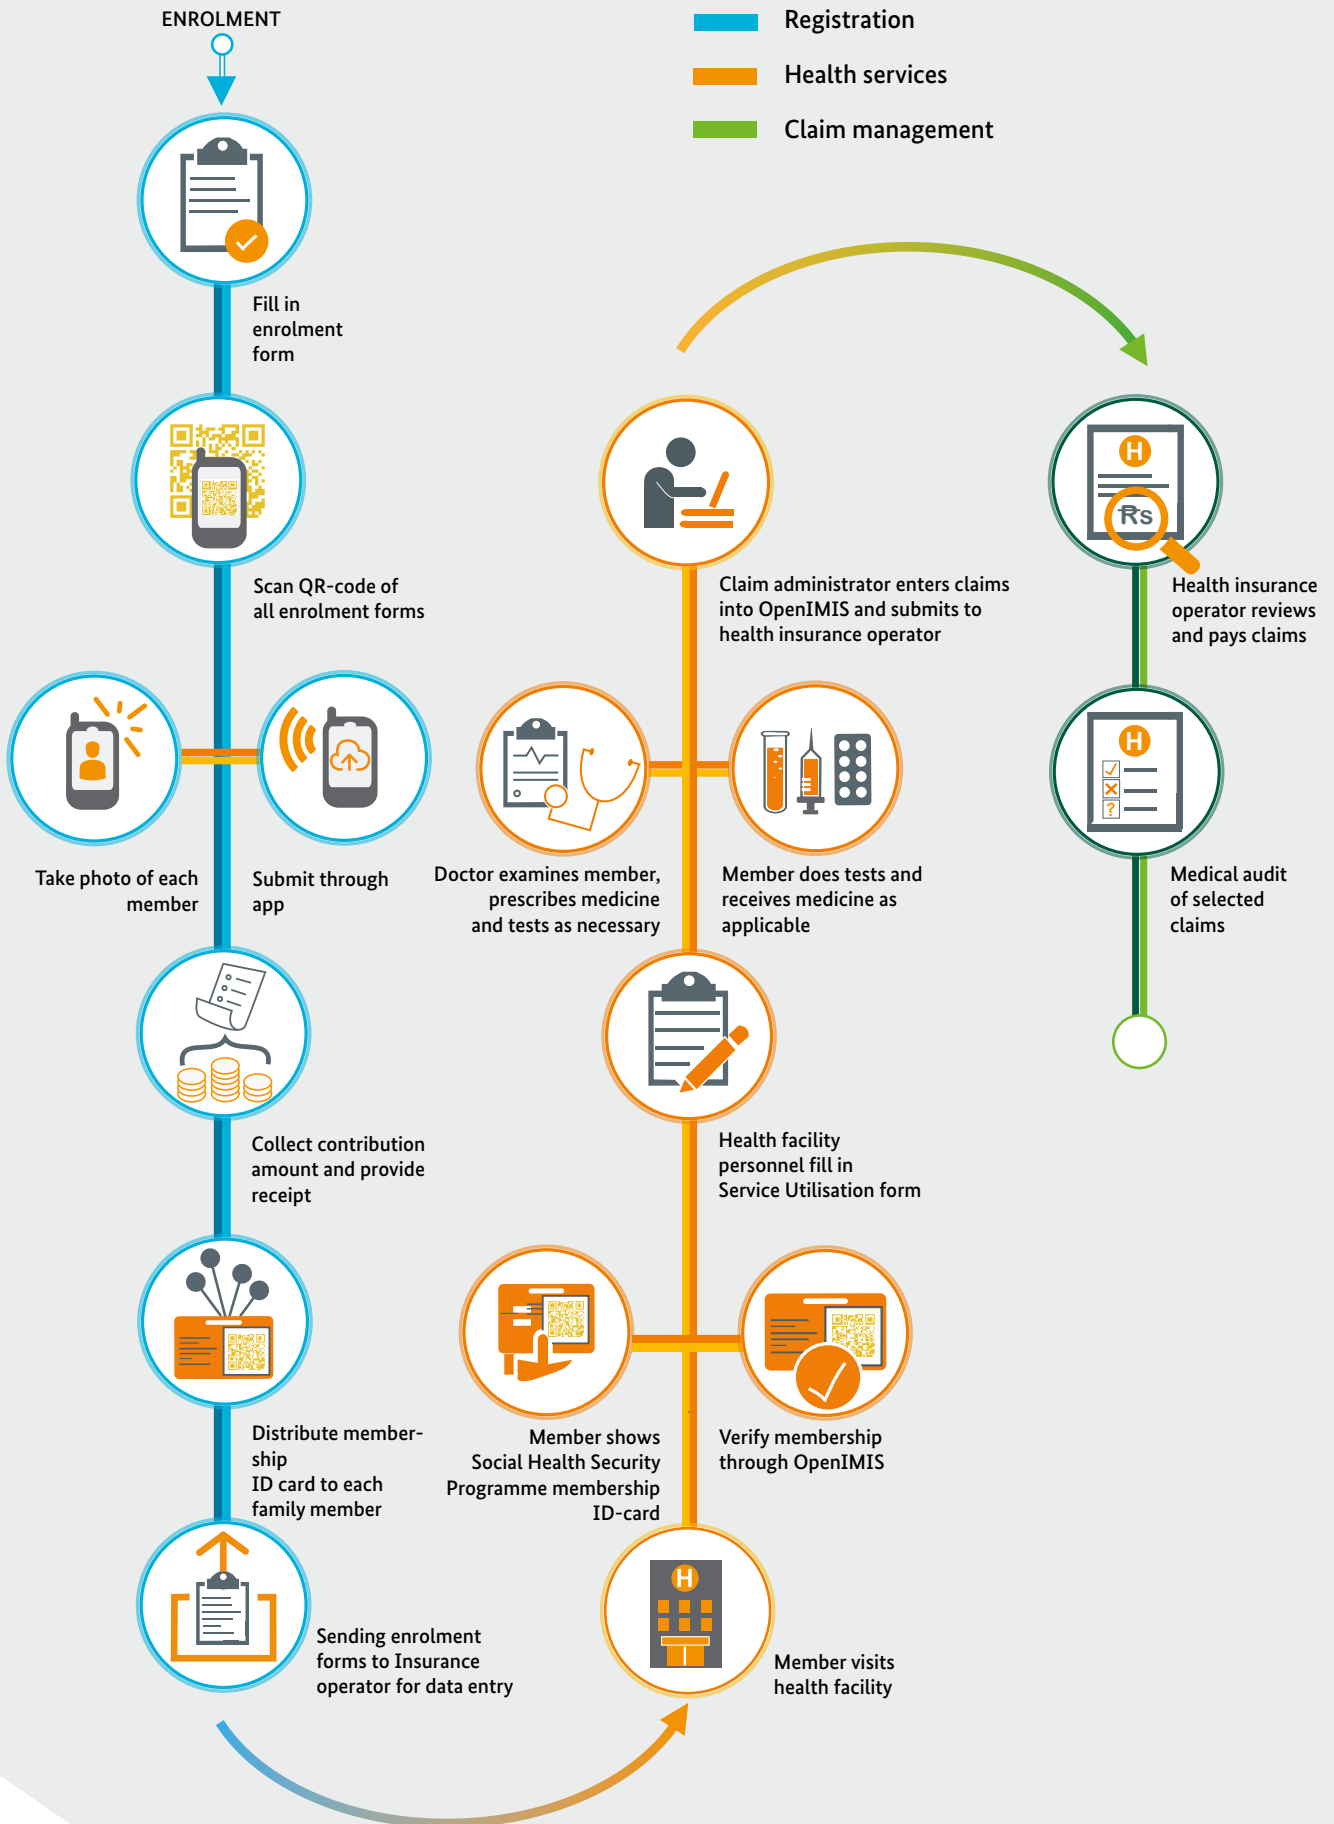 ENROLMENT
Registration
Health services
Claim management
Fill in
enrolment
form
Scan QR-code of
all enrolment forms
Take photo of each
member
Submit through
app
Collect contribution
amount and provide
receipt
Distribute member-
ship
ID card to each
family member
Sending enrolment
forms to Insurance
operator for data entry
H
Member visits
health facility
Member shows
Social Health Security
Programme membership
ID-card
Verify membership
through OpenIMIS
Health facility
personnel fill in
Service Utilisation form
Doctor examines member,
prescribes medicine
and tests as necessary
Member does tests and
receives medicine as
applicable
Claim administrator enters claims
into OpenIMIS and submits to
health insurance operator
H
Rs
Health insurance
operator reviews
and pays claims
H
?
Medical audit
of selected
claims